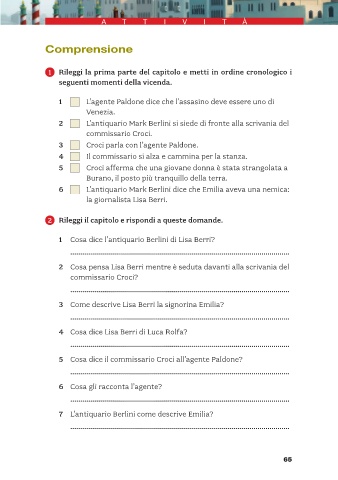 ATTIVITÀ
Comprensione
1 Rileggi la prima parte del capitolo e metti in ordine cronologico i
seguenti momenti della vicenda.
1 L'agente Paldone dice che l'assasino deve essere uno di
Venezia.
2 L'antiquario Mark Berlini si siede di fronte alla scrivania del
commissario Croci.
3 Croci parla con l'agente Paldone.
4 Il commissario si alza e cammina per la stanza.
5 Croci afferma che una giovane donna è stata strangolata a
Burano, il posto più tranquillo della terra.
6 L'antiquario Mark Berlini dice che Emilia aveva una nemica:
la giornalista Lisa Berri.
2 Rileggi il capitolo e rispondi a queste domande.
1 Cosa dice l'antiquario Berlini di Lisa Berri?
2 Cosa pensa Lisa Berri mentre è seduta davanti alla scrivania del
commissario Croci?
3 Come descrive Lisa Berri la signorina Emilia?
4 Cosa dice Lisa Berri di Luca Rolfa?
5 Cosa dice il commissario Croci all'agente Paldone?
6 Cosa gli racconta l'agente?
7 L'antiquario Berlini come descrive Emilia?
65